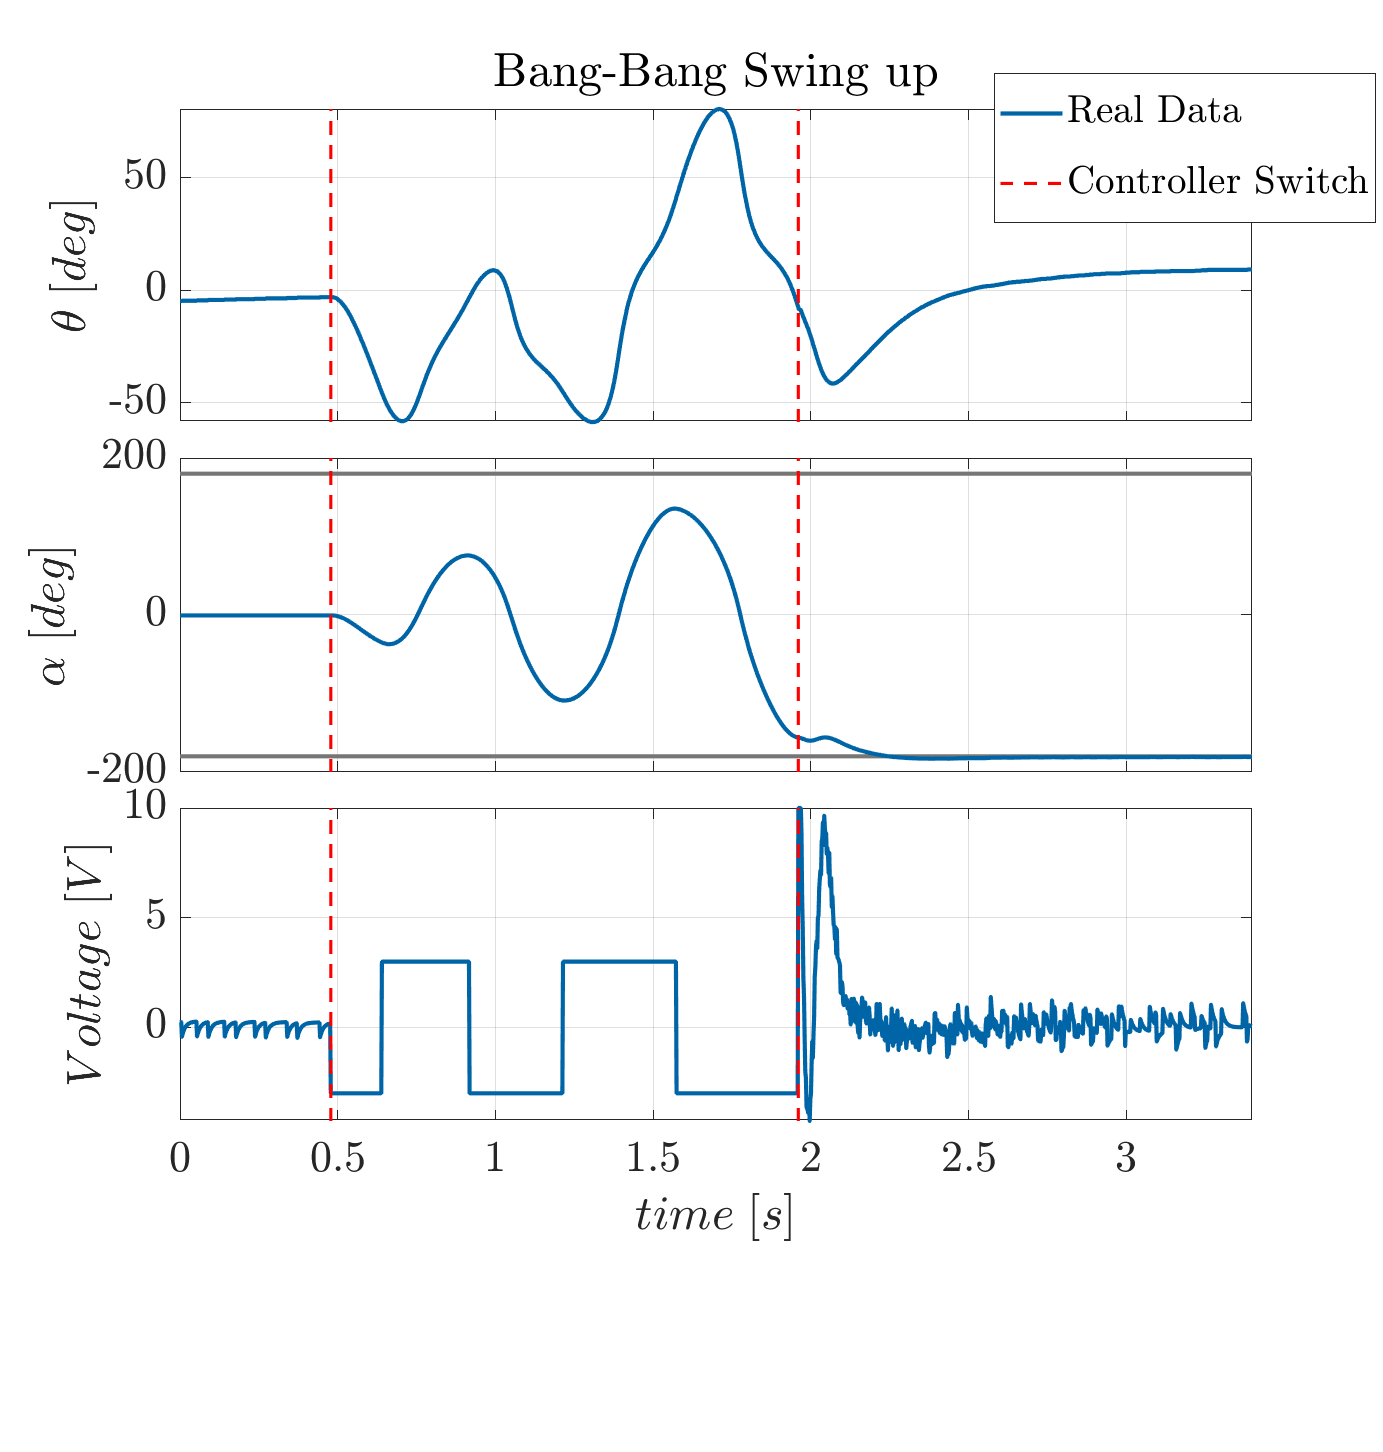 Bang-Bang Swing up
Real Data
Controller Switch
50
0
-50
θ [deg]
200
0
-200
α [deg]
10
5
0
Voltage [V]
0 0.5 1 1.5 2 2.5 3
time [s]